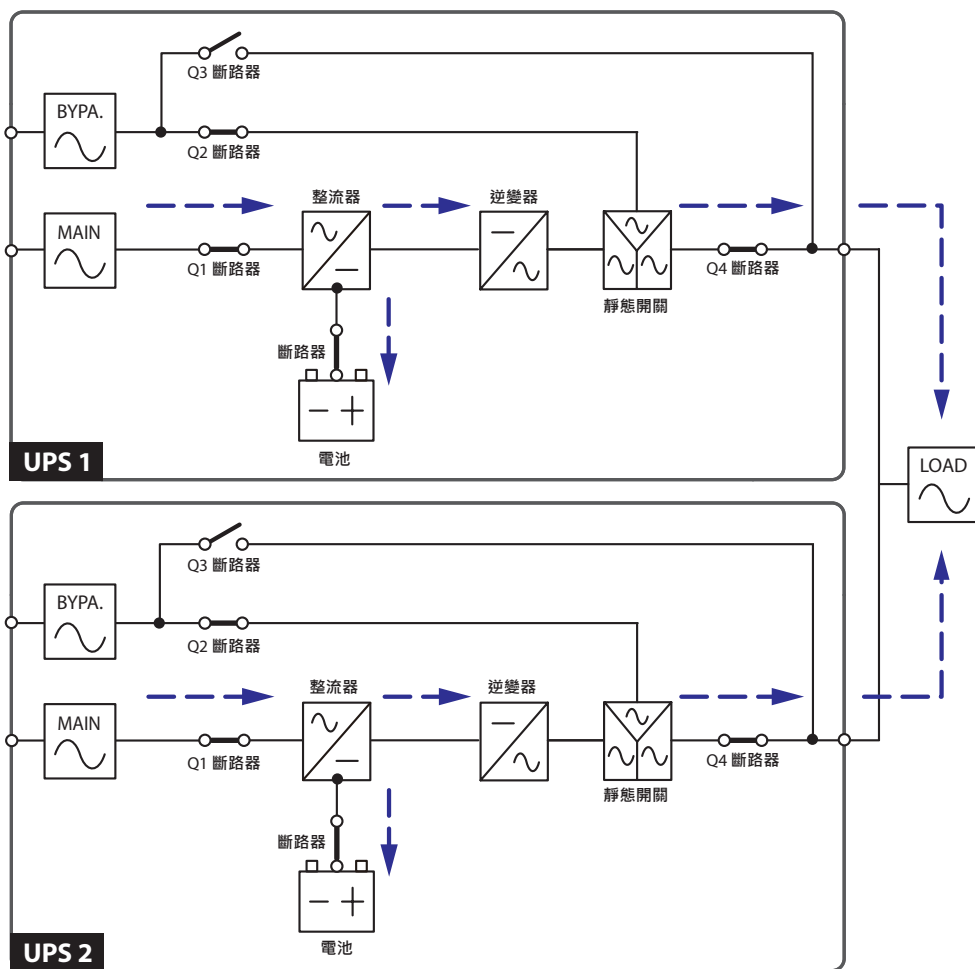 Q3 斷路器
BYPA.
Q2 斷路器
整流器
逆變器
MAIN
Q1 斷路器
Q4 斷路器
靜態開關
斷路器
電池
UPS 1
LOAD
Q3 斷路器
BYPA.
Q2 斷路器
整流器
逆變器
MAIN
Q1 斷路器
Q4 斷路器
靜態開關
斷路器
電池
UPS 2